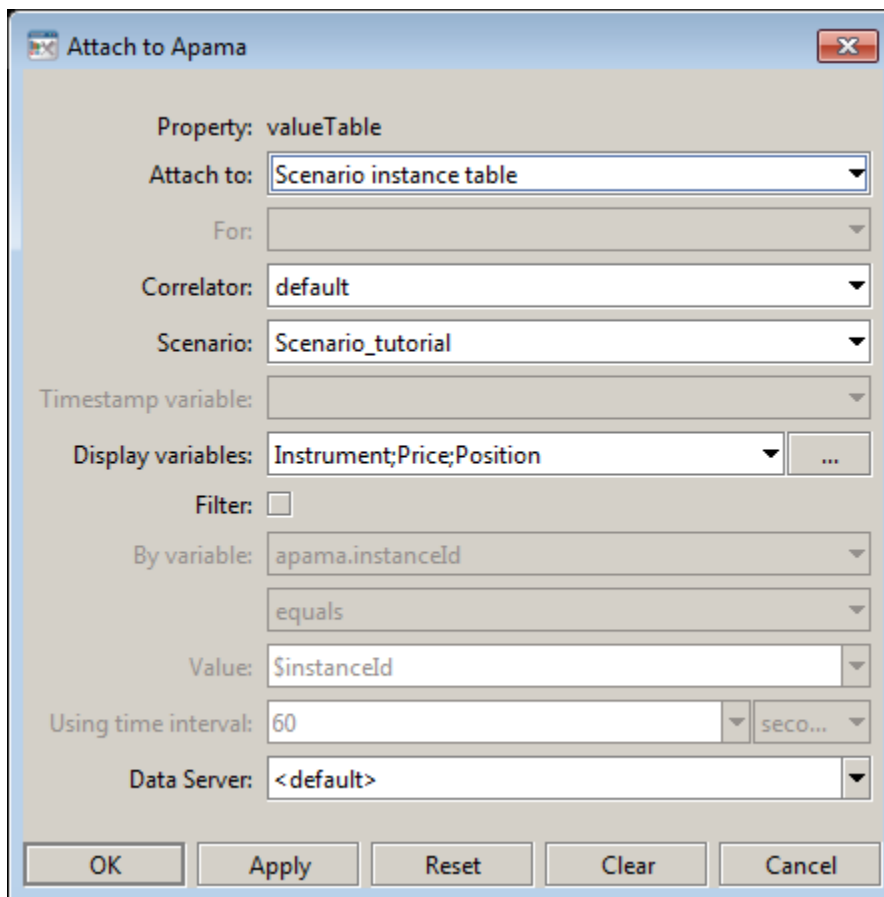 Attach to Apama
Property: valueTable
Attach to: Scenario instance table
For:
Correlator: default
Scenario: Scenario_tutorial
Timestamp variable:
Display variables: Instrument;Price;Position ...
Filter:
By variable: apama.instanceId
equals
Value: $instanceId
Using time interval: 60 seco...
Data Server: <default>
OK Apply Reset Clear Cancel